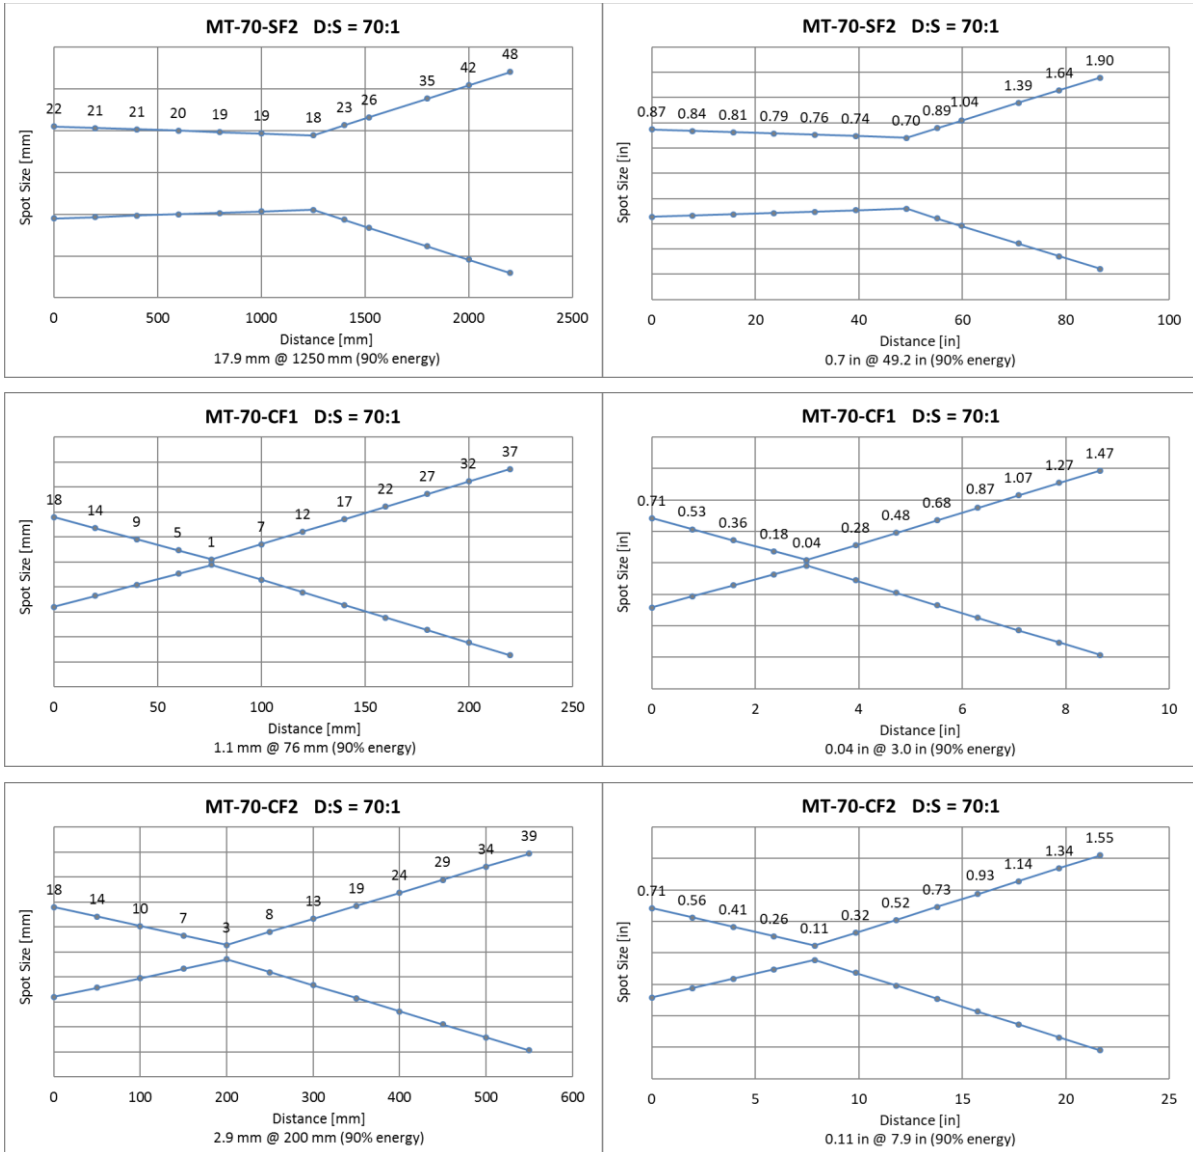 MT-70-SF2 D:S = 70:1
22 21 21 20 19 19 18 23 26 35 42 48
Spot Size [mm]
0 500 1000 1500 2000 2500
Distance [mm]
17.9 mm @ 1250 mm (90% energy)
MT-70-SF2 D:S = 70:1
0.87 0.84 0.81 0.79 0.76 0.74 0.70 0.89 1.04 1.39 1.64 1.90
Spot Size [in]
0 20 40 60 80 100
Distance [in]
0.7 in @ 49.2 in (90% energy)
MT-70-CF1 D:S = 70:1
18 14 9 5 1 7 12 17 22 27 32 37
Spot Size [mm]
0 50 100 150 200 250
Distance [mm]
1.1 mm @ 76 mm (90% energy)
MT-70-CF1 D:S = 70:1
0.71 0.53 0.36 0.18 0.04 0.28 0.48 0.68 0.87 1.07 1.27 1.47
Spot Size [in]
0 2 4 6 8 10
Distance [in]
0.04 in @ 3.0 in (90% energy)
MT-70-CF2 D:S = 70:1
18 14 10 7 3 8 13 19 24 29 34 39
Spot Size [mm]
0 100 200 300 400 500 600
Distance [mm]
2.9 mm @ 200 mm (90% energy)
MT-70-CF2 D:S = 70:1
0.71 0.56 0.41 0.26 0.11 0.32 0.52 0.73 0.93 1.14 1.34 1.55
Spot Size [in]
0 5 10 15 20 25
Distance [in]
0.11 in @ 7.9 in (90% energy)